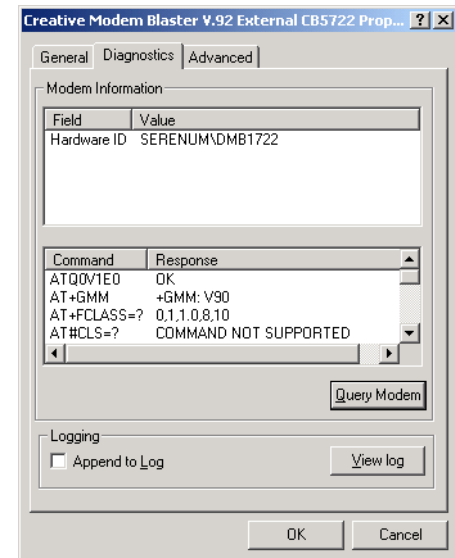 Creative Modem Blaster V.92 External CB5722 Prop... ? X
General Diagnostics Advanced
Modem Information
Field Value
Hardware ID SERENUM\DMB1722
Command Response
ATQ0V1E0 OK
AT+GMM +GMM: V90
AT+FCLASS=? 0,1,1.0,8,10
AT#CLS=? COMMAND NOT SUPPORTED
Query Modem
Logging
Append to Log View log
OK Cancel